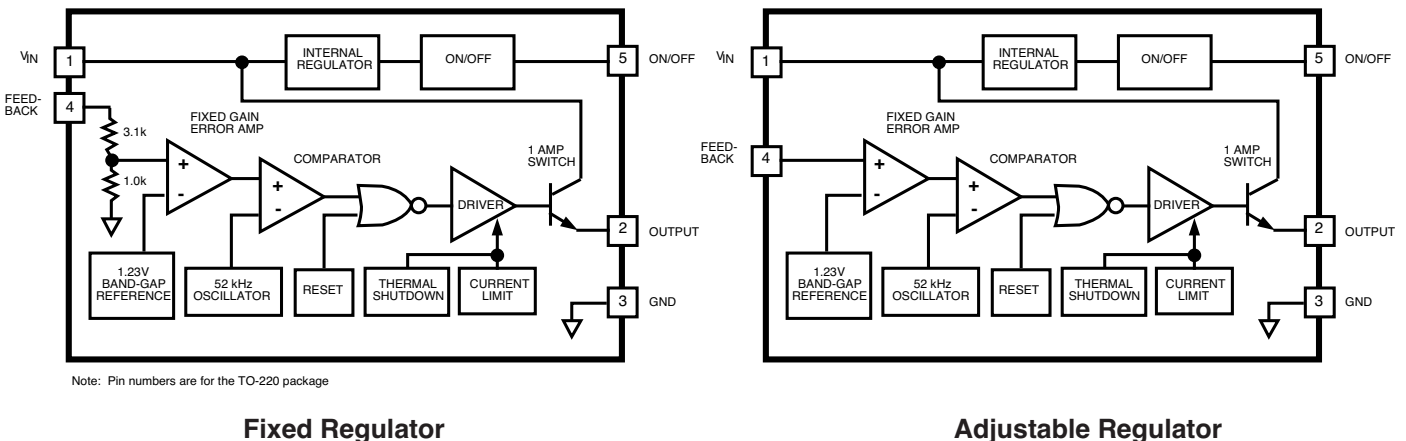 VIN
1
INTERNAL
REGULATOR
ON/OFF
5
ON/OFF
FEED-
BACK
4
3.1k
1.0k
FIXED GAIN
ERROR AMP
+
-
COMPARATOR
+
-
DRIVER
1 AMP
SWITCH
2
OUTPUT
1.23V
BAND-GAP
REFERENCE
52 kHz
OSCILLATOR
RESET
THERMAL
SHUTDOWN
CURRENT
LIMIT
3
GND
Note: Pin numbers are for the TO-220 package
Fixed Regulator
VIN
1
INTERNAL
REGULATOR
ON/OFF
5
ON/OFF
FEED-
BACK
4
FIXED GAIN
ERROR AMP
+
-
COMPARATOR
+
-
DRIVER
1 AMP
SWITCH
2
OUTPUT
1.23V
BAND-GAP
REFERENCE
52 kHz
OSCILLATOR
RESET
THERMAL
SHUTDOWN
CURRENT
LIMIT
3
GND
Adjustable Regulator